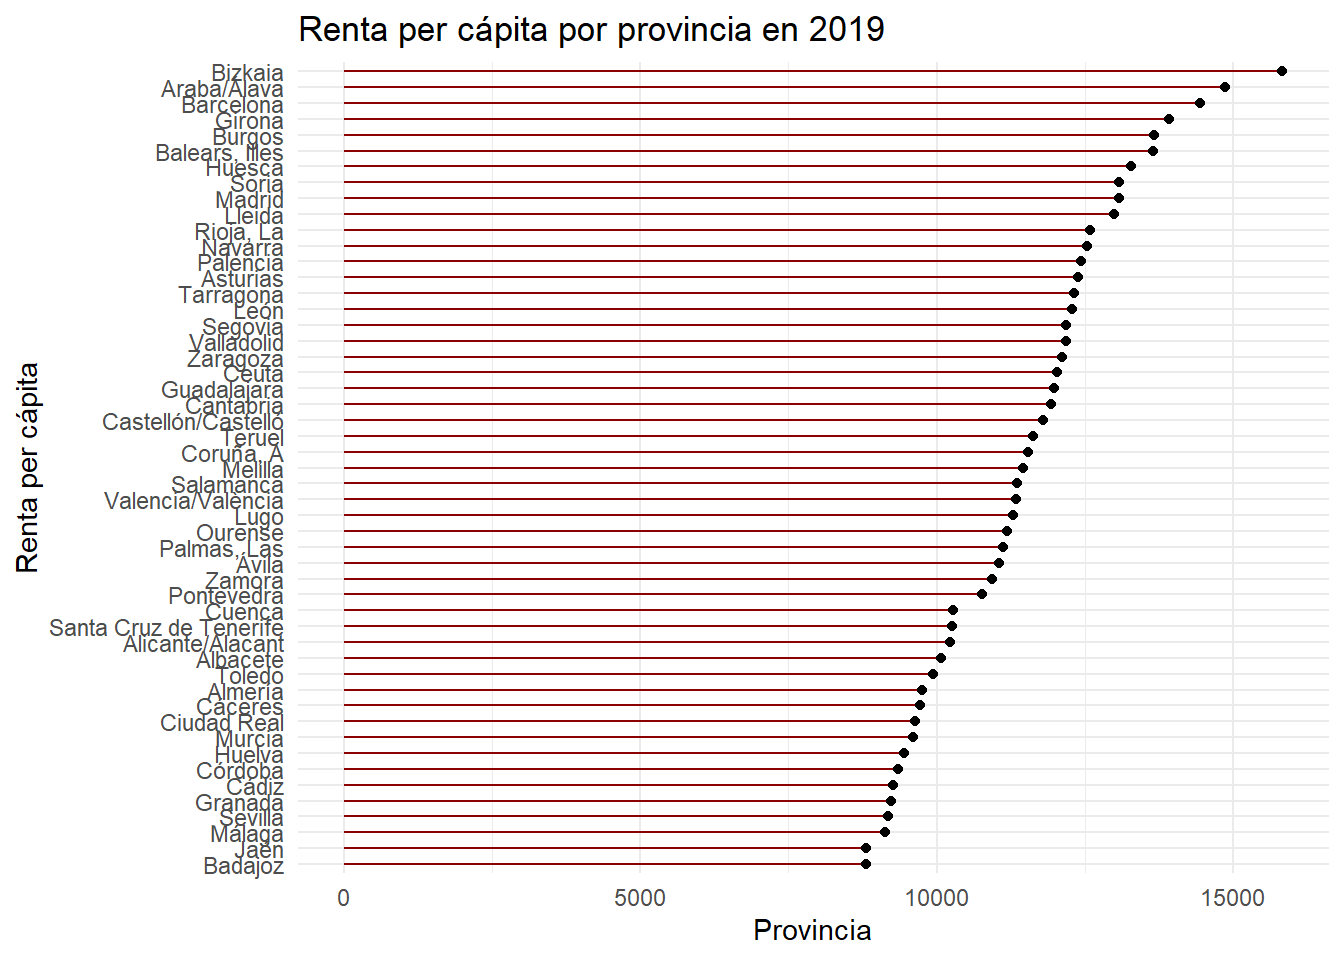 Renta per cápita por provincia en 2019
Bizkaia
Araba/Álava
Barcelona
Girona
Burgos
Balears, Illes
Huesca
Soria
Madrid
Lleida
Rioja, La
Navarra
Palencia
Asturias
Tarragona
León
Segovia
Valladolid
Zaragoza
Ceuta
Guadalajara
Cantabria
Castellón/Castelló
Teruel
Coruña, A
Melilla
Salamanca
Valencia/València
Lugo
Ourense
Palmas, Las
Ávila
Zamora
Pontevedra
Cuenca
Santa Cruz de Tenerife
Alicante/Alacant
Albacete
Toledo
Almería
Cáceres
Ciudad Real
Murcia
Huelva
Córdoba
Cádiz
Granada
Sevilla
Málaga
Jaén
Badajoz
Renta per cápita
0 5000 10000 15000
Provincia